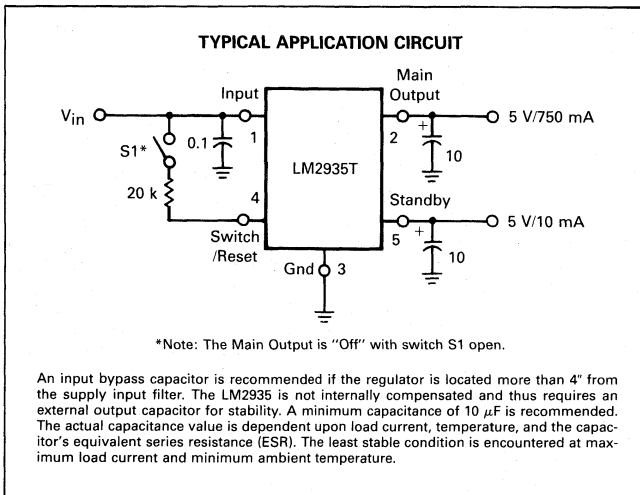 TYPICAL APPLICATION CIRCUIT
Main
Input
Output
Vin
5 V/750 mA
S1*
0.1
1
2
+
10
LM2935T
20 k
4
Standby
5 V/10 mA
Switch
/Reset
5
+
10
Gnd
3
*Note: The Main Output is "Off" with switch S1 open.
An input bypass capacitor is recommended if the regulator is located more than 4" from
the supply input filter. The LM2935 is not internally compensated and thus requires an
external output capacitor for stability. A minimum capacitance of 10 μF is recommended.
The actual capacitance value is dependent upon load current, temperature, and the capac-
itor's equivalent series resistance (ESR). The least stable condition is encountered at max-
imum load current and minimum ambient temperature.